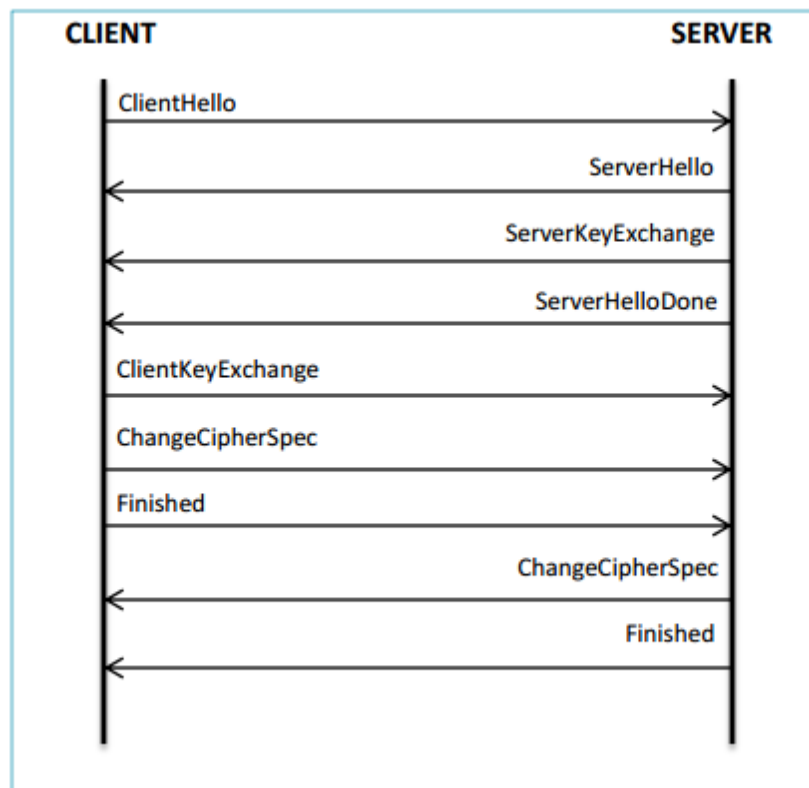 CLIENT
SERVER
ClientHello
ServerHello
ServerKeyExchange
ServerHelloDone
ClientKeyExchange
ChangeCipherSpec
Finished
ChangeCipherSpec
Finished